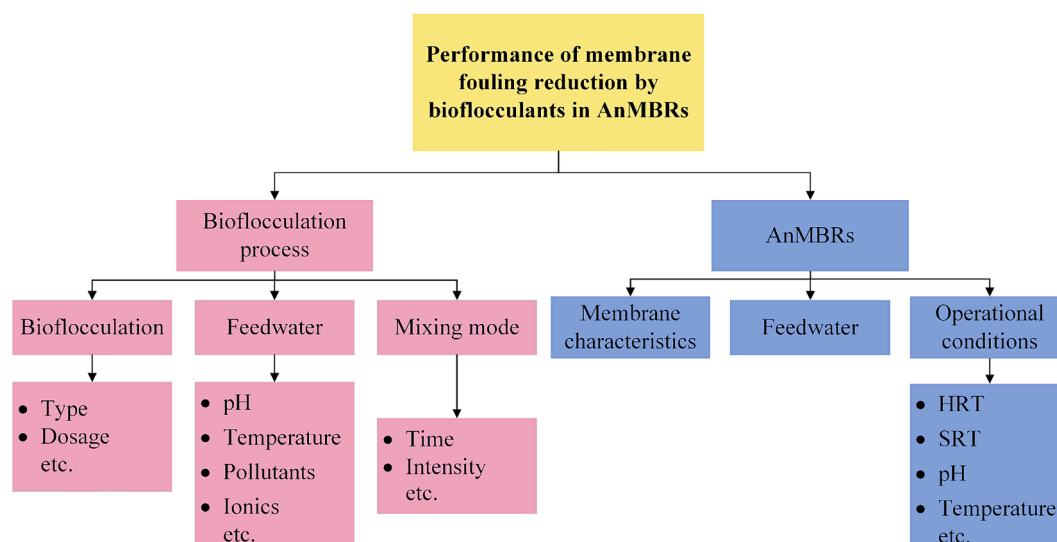 Performance of membrane
fouling reduction by
bioflocculants in AnMBRs
Bioflocculation
process
AnMBRs
Bioflocculation
Feedwater
Mixing mode
Membrane
characteristics
Feedwater
Operational
conditions
• Type
• Dosage
etc.
• pH
• Temperature
• Pollutants
• Ionics
etc.
• Time
• Intensity
etc.
• HRT
• SRT
• pH
• Temperature
etc.